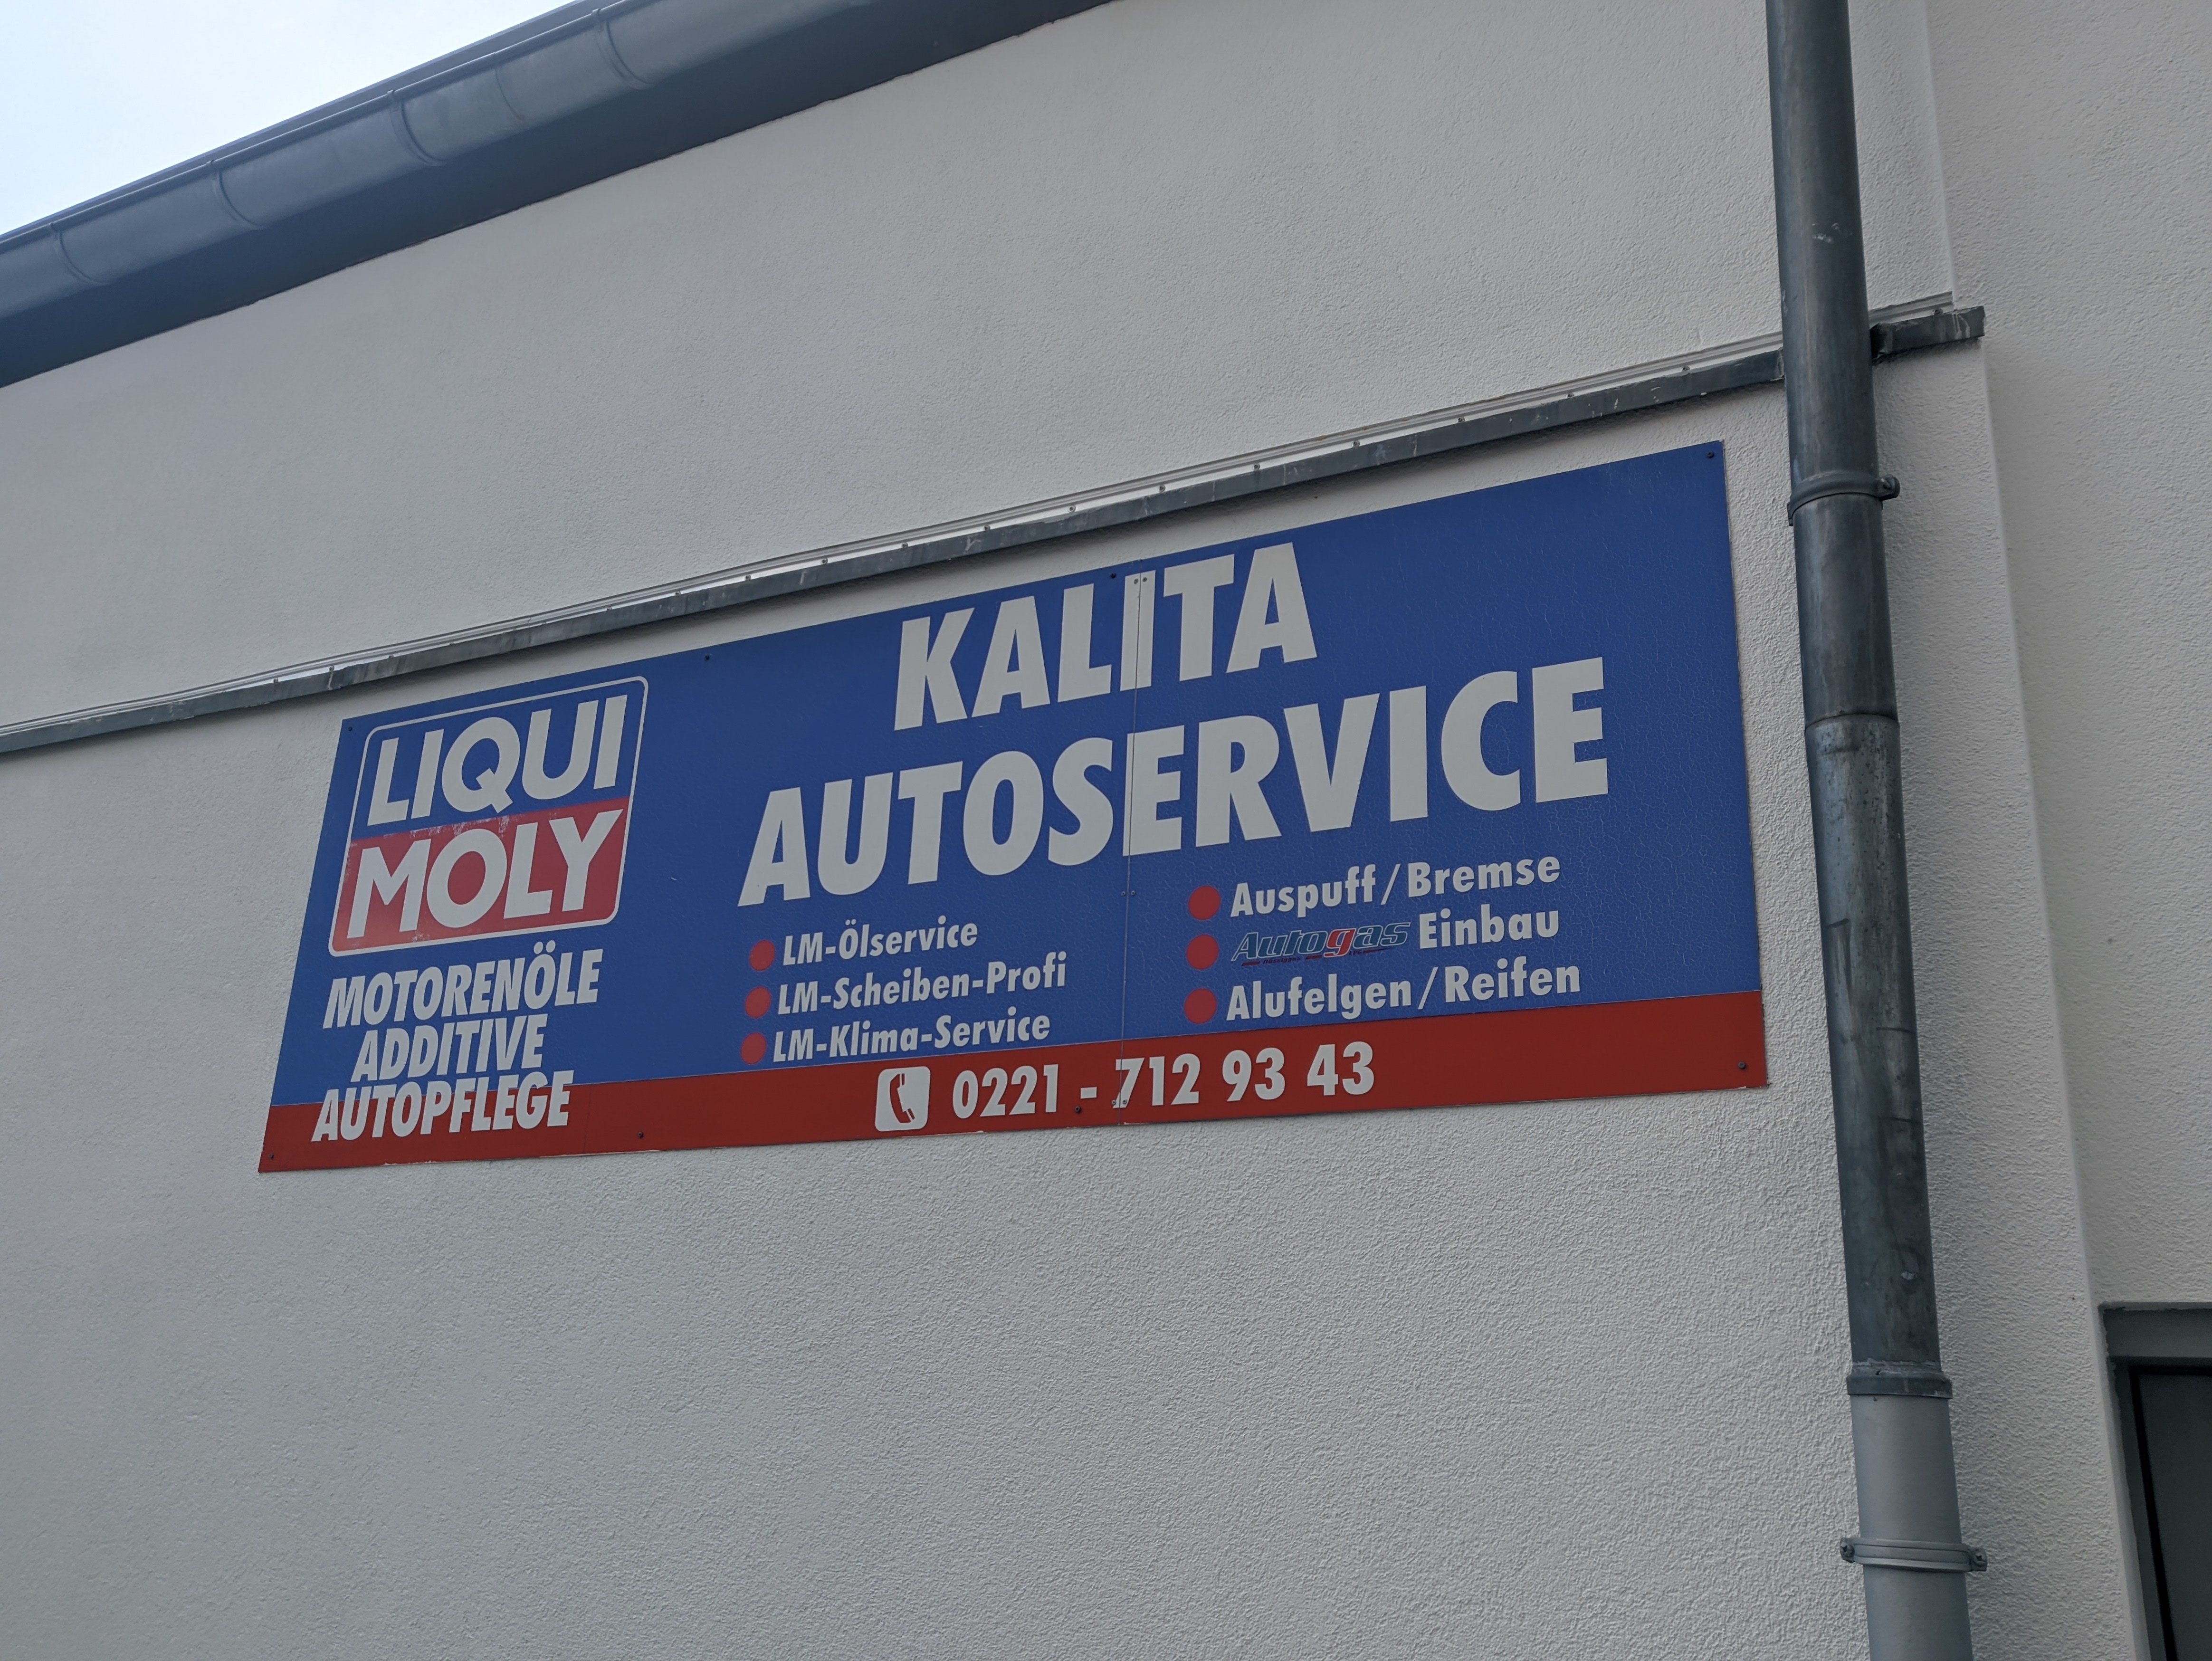 LIQUI
MOLY
MOTORENÖLE
ADDITIVE
AUTOPFLEGE
KALITA
AUTOSERVICE
LM-Ölservice
LM-Scheiben-Profi
LM-Klima-Service
Auspuff/Bremse
Autogas Einbau
Alufelgen/Reifen
0221 - 712 93 43